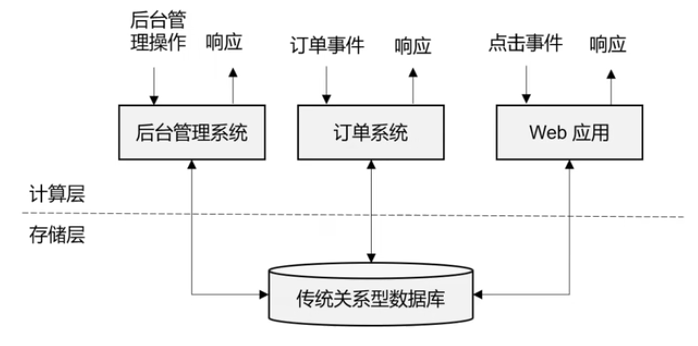 后台管
理操作
响应
订单事件
响应
点击事件
响应
后台管理系统
订单系统
Web 应用
计算层
存储层
传统关系型数据库